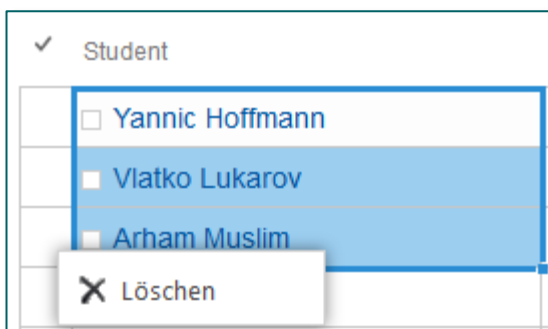 Student
Yannic Hoffmann
Vlatko Lukarov
Arham Muslim
Löschen